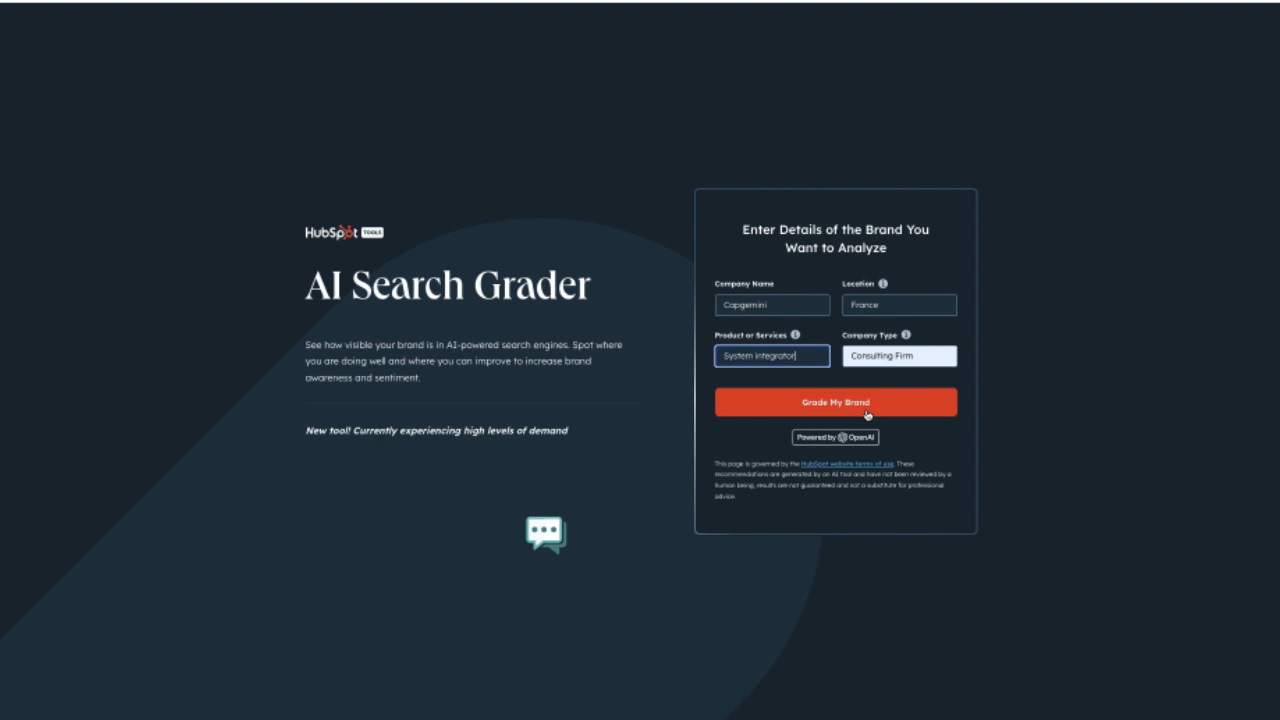 HubSpot TOOLS
AI Search Grader
See how visible your brand is in AI-powered search engines. Spot where
you are doing well and where you can improve to increase brand
awareness and sentiment.
New tool! Currently experiencing high levels of demand
Enter Details of the Brand You
Want to Analyze
Company Name
Location
Capgemini
France
Product or Services
Company Type
System Integrator
Consulting Firm
Grade My Brand
Powered by OpenAI
This page is governed by the HubSpot website terms of use. These
recommendations are generated by an AI tool and have not been reviewed by a
human being, results are not guaranteed and not a substitute for professional
advice.